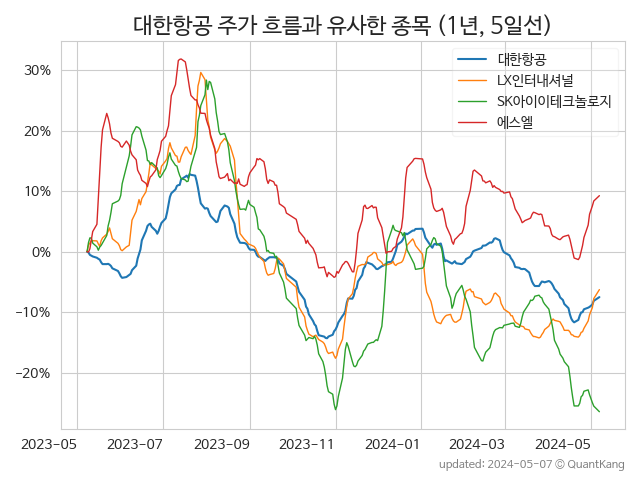 대한항공 주가 흐름과 유사한 종목 (1년, 5일선)
대한항공
LX인터내셔널
SK아이이테크놀로지
에스엘
30%
20%
10%
0%
−10%
−20%
2023-05 2023-07 2023-09 2023-11 2024-01 2024-03 2024-05
updated: 2024-05-07 © QuantKang